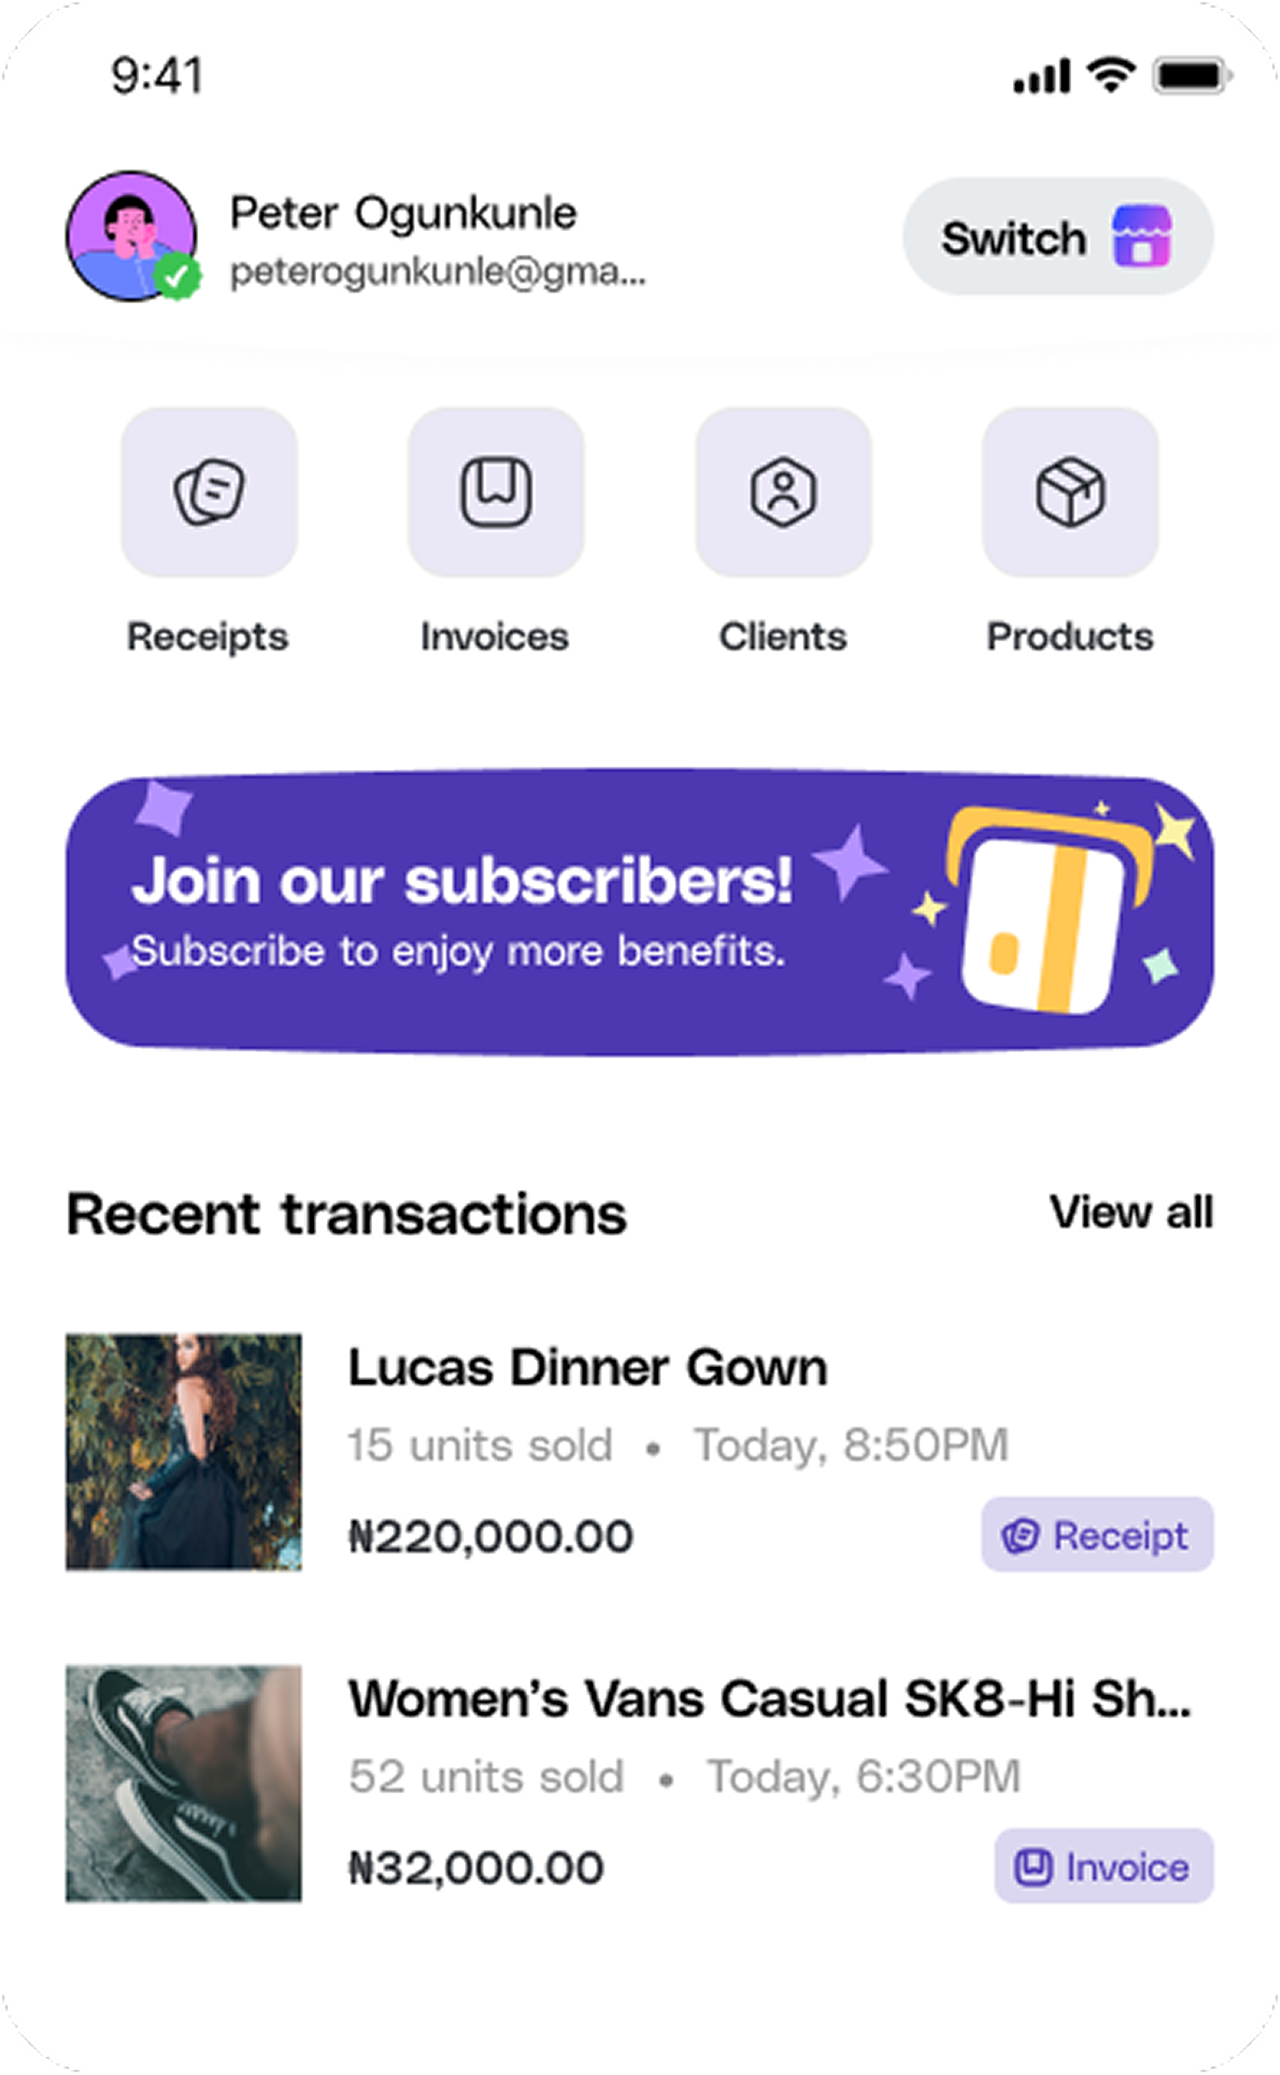 9:41
Peter Ogunkunle
peterogunkunle@gma...
Switch
Receipts
Invoices
Clients
Products
Join our subscribers!
Subscribe to enjoy more benefits.
Recent transactions
View all
Lucas Dinner Gown
15 units sold • Today, 8:50PM
₦220,000.00
Receipt
Women’s Vans Casual SK8-Hi Sh...
52 units sold • Today, 6:30PM
₦32,000.00
Invoice